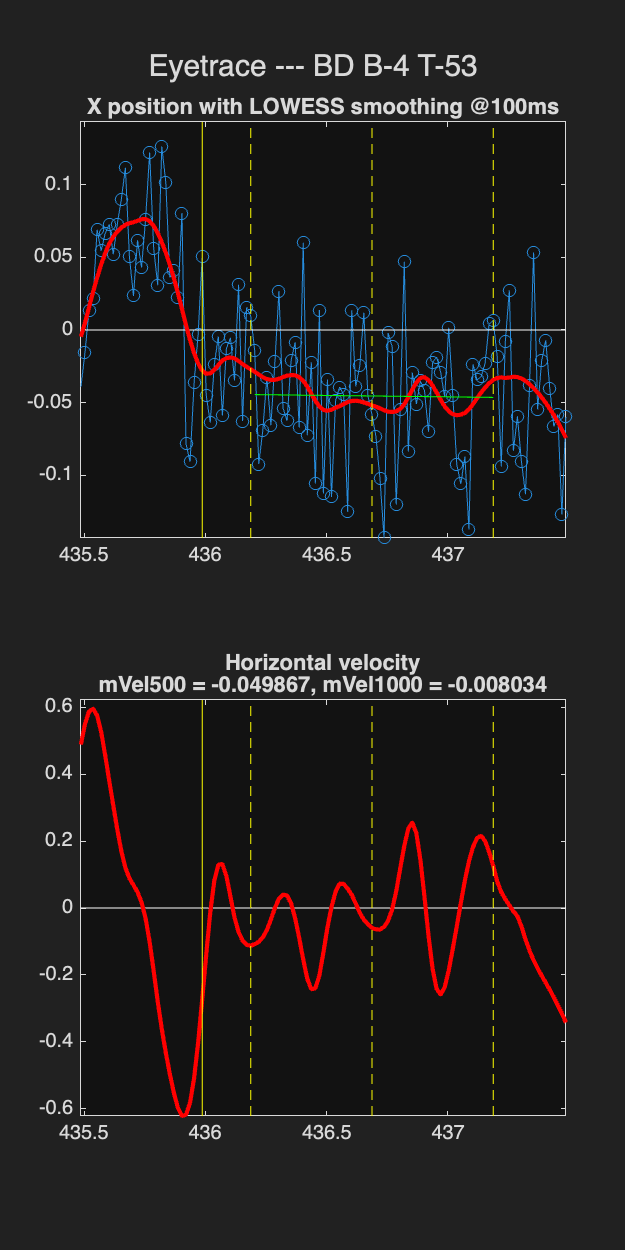 Eyetrace --- BD B-4 T-53
X position with LOWESS smoothing @100ms
0.1
0.05
0
-0.05
-0.1
435.5 436 436.5 437
Horizontal velocity
mVel500 = -0.049867, mVel1000 = -0.008034
0.6
0.4
0.2
0
-0.2
-0.4
-0.6
435.5 436 436.5 437